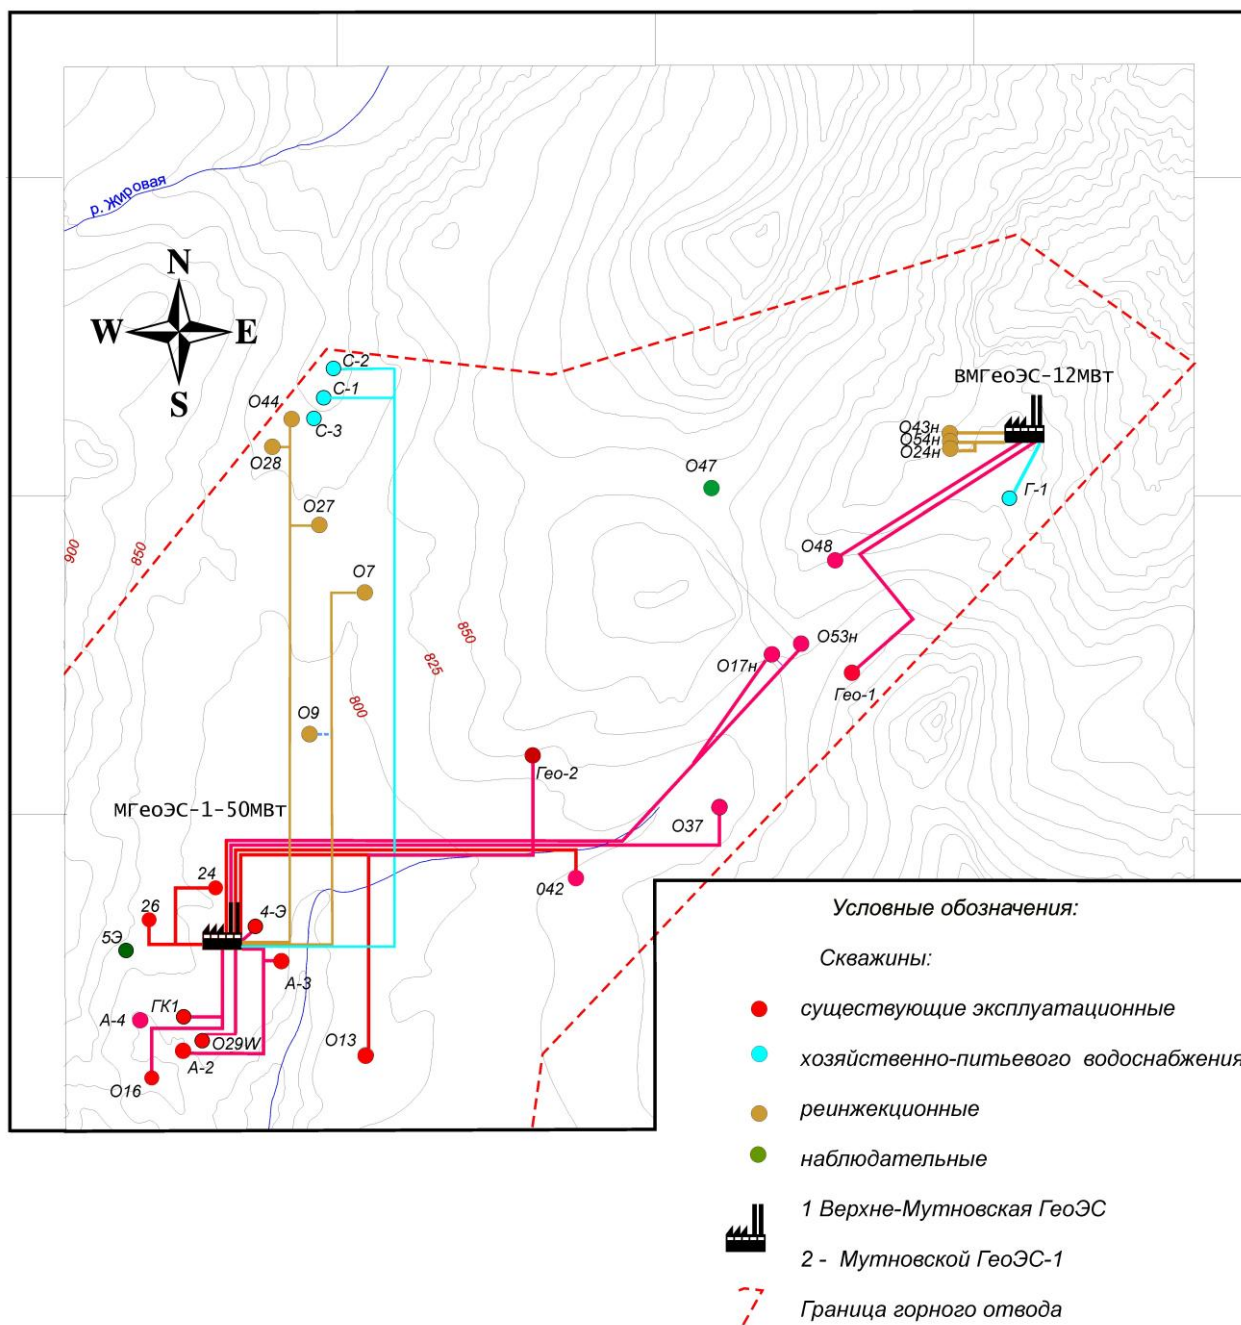 р. Жировая
N
W E
S
С-2
С-1
С-3
О44
О28
О27
О7
О9
О47
ВМГеоЭС-12МВт
О43н
О54н
О24н
Г-1
О48
О53н
О17н
Гео-1
900
850
850
825
800
Гео-2
О37
МГеоЭС-1-50МВт
042
24
26
4-Э
5Э
А-3
ГК1
А-4
О29W
А-2
О16
О13
Условные обозначения:
Скважины:
существующие эксплуатационные
хозяйственно-питьевого водоснабжения
реинжекционные
наблюдательные
1 Верхне-Мутновская ГеоЭС
2 - Мутновской ГеоЭС-1
Граница горного отвода